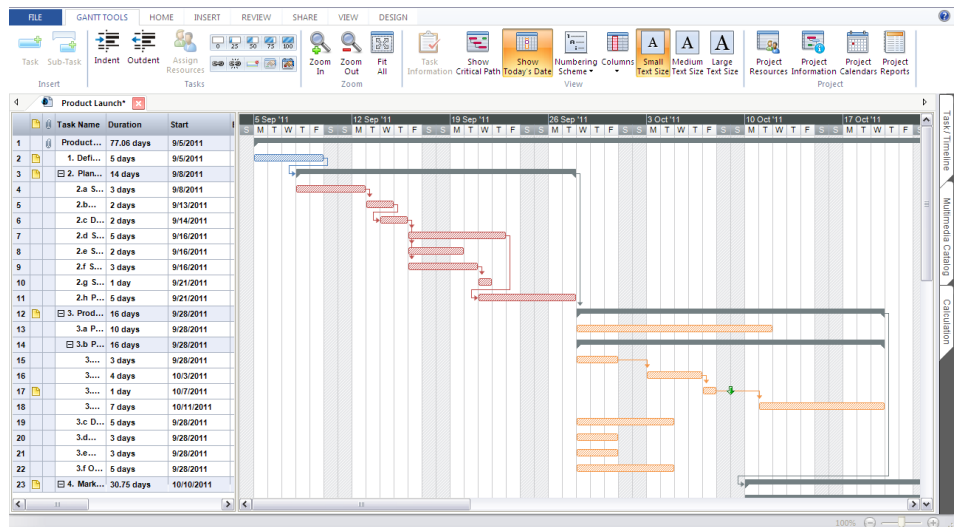 FILE GANTT TOOLS HOME INSERT REVIEW SHARE VIEW DESIGN
0 25 50 75 100
Task Sub-Task Indent Outdent Assign Resources Zoom In Zoom Out Fit All Task Information Show Critical Path Show Today's Date Numbering Scheme Columns A Small Text Size A Medium Text Size A Large Text Size Project Resources Project Information Project Calendars Project Reports
Insert Tasks Zoom View Project
Product Launch*
Task Name Duration Start
5 Sep '11 12 Sep '11 19 Sep '11 26 Sep '11 3 Oct '11 10 Oct '11 17 Oct '11
S M T W T F S S M T W T F S S M T W T F S S M T W T F S S M T W T F S S M T W T F S S M T W T F S
1 Product... 77.06 days 9/5/2011
2 1. Defi... 5 days 9/5/2011
3 2. Plan... 14 days 9/8/2011
4 2.a S... 3 days 9/8/2011
5 2.b... 2 days 9/13/2011
6 2.c D... 2 days 9/14/2011
7 2.d S... 5 days 9/16/2011
8 2.e S... 2 days 9/16/2011
9 2.f S... 3 days 9/16/2011
10 2.g S... 1 day 9/21/2011
11 2.h P... 5 days 9/21/2011
12 3. Prod... 16 days 9/28/2011
13 3.a P... 10 days 9/28/2011
14 3.b P... 16 days 9/28/2011
15 3.... 3 days 9/28/2011
16 3.... 4 days 10/3/2011
17 3.... 1 day 10/7/2011
18 3.... 7 days 10/11/2011
19 3.c D... 5 days 9/28/2011
20 3.d... 3 days 9/28/2011
21 3.e... 3 days 9/28/2011
22 3.f O... 5 days 9/28/2011
23 4. Mark... 30.75 days 10/10/2011
Task/Timeline
Multimedia Catalog
Calculation
100%